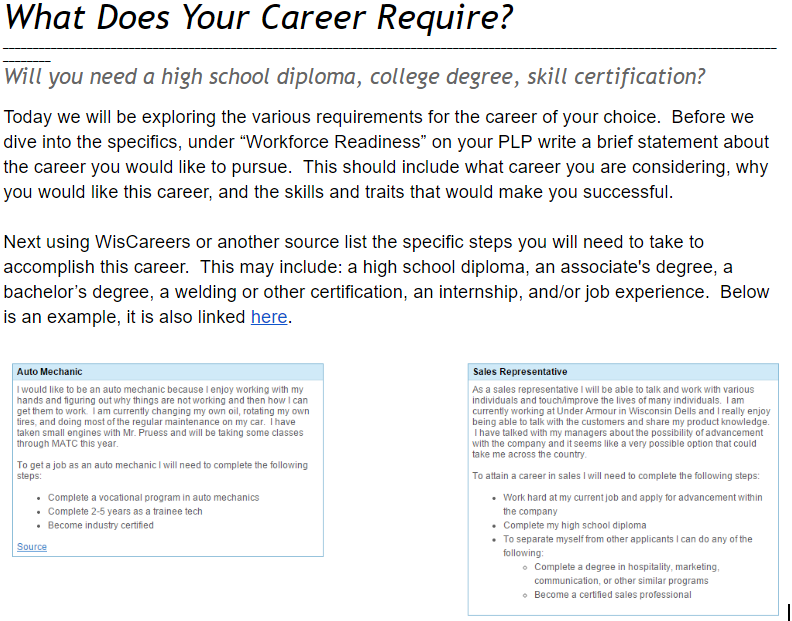 What Does Your Career Require?
Will you need a high school diploma, college degree, skill certification?
Today we will be exploring the various requirements for the career of your choice.  Before we
dive into the specifics, under “Workforce Readiness” on your PLP write a brief statement about
the career you would like to pursue.  This should include what career you are considering, why
you would like this career, and the skills and traits that would make you successful.
Next using WisCareers or another source list the specific steps you will need to take to
accomplish this career.  This may include: a high school diploma, an associate's degree, a
bachelor’s degree, a welding or other certification, an internship, and/or job experience.  Below
is an example, it is also linked here.
Auto Mechanic
I would like to be an auto mechanic because I enjoy working with my
hands and figuring out why things are not working and then how I can
get them to work.  I am currently changing my own oil, rotating my own
tires, and doing most of the regular maintenance on my car.  I have
taken small engines with Mr. Pruess and will be taking some classes
through MATC this year.
To get a job as an auto mechanic I will need to complete the following
steps:
• Complete a vocational program in auto mechanics
• Complete 2-5 years as a trainee tech
• Become industry certified
Source
Sales Representative
As a sales representative I will be able to talk and work with various
individuals and touch/improve the lives of many individuals.  I am
currently working at Under Armour in Wisconsin Dells and I really enjoy
being able to talk with the customers and share my product knowledge.
I have talked with my managers about the possibility of advancement
with the company and it seems like a very possible option that could
take me across the country.
To attain a career in sales I will need to complete the following steps:
• Work hard at my current job and apply for advancement within
the company
• Complete my high school diploma
• To separate myself from other applicants I can do any of the
following:
○ Complete a degree in hospitality, marketing,
communication, or other similar programs
○ Become a certified sales professional